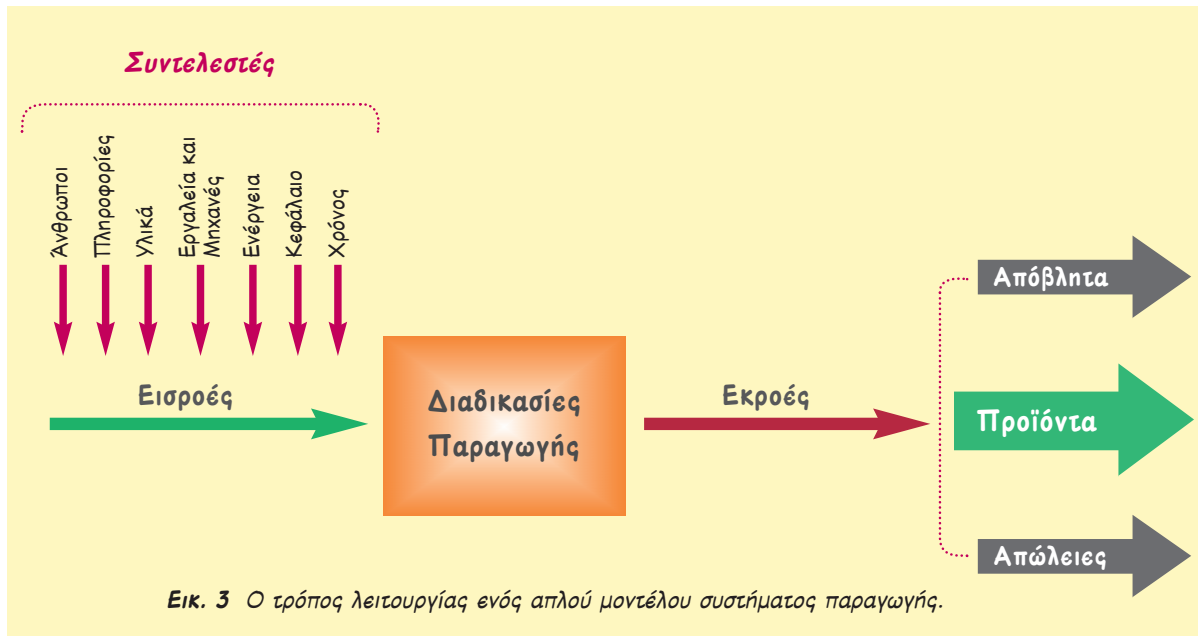 Συντελεστές
Άνθρωποι
Πληροφορίες
Υλικά
Εργαλεία και
Μηχανές
Ενέργεια
Κεφάλαιο
Χρόνος
Εισροές
Διαδικασίες
Παραγωγής
Εκροές
Απόβλητα
Προϊόντα
Απώλειες
Εικ. 3 Ο τρόπος λειτουργίας ενός απλού μοντέλου συστήματος παραγωγής.